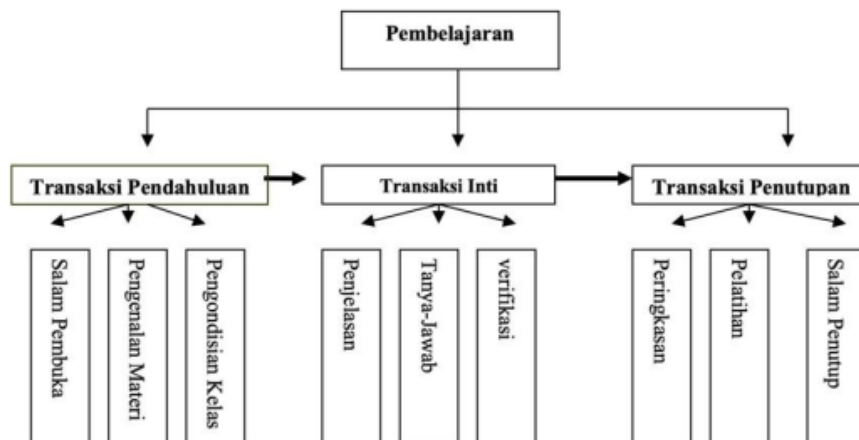 Pembelajaran
Transaksi Pendahuluan
Transaksi Inti
Transaksi Penutupan
Salam Pembuka
Pengenalan Materi
Pengondisian Kelas
Penjelasan
Tanya-Jawab
verifikasi
Peringkasan
Pelatihan
Salam Penutup